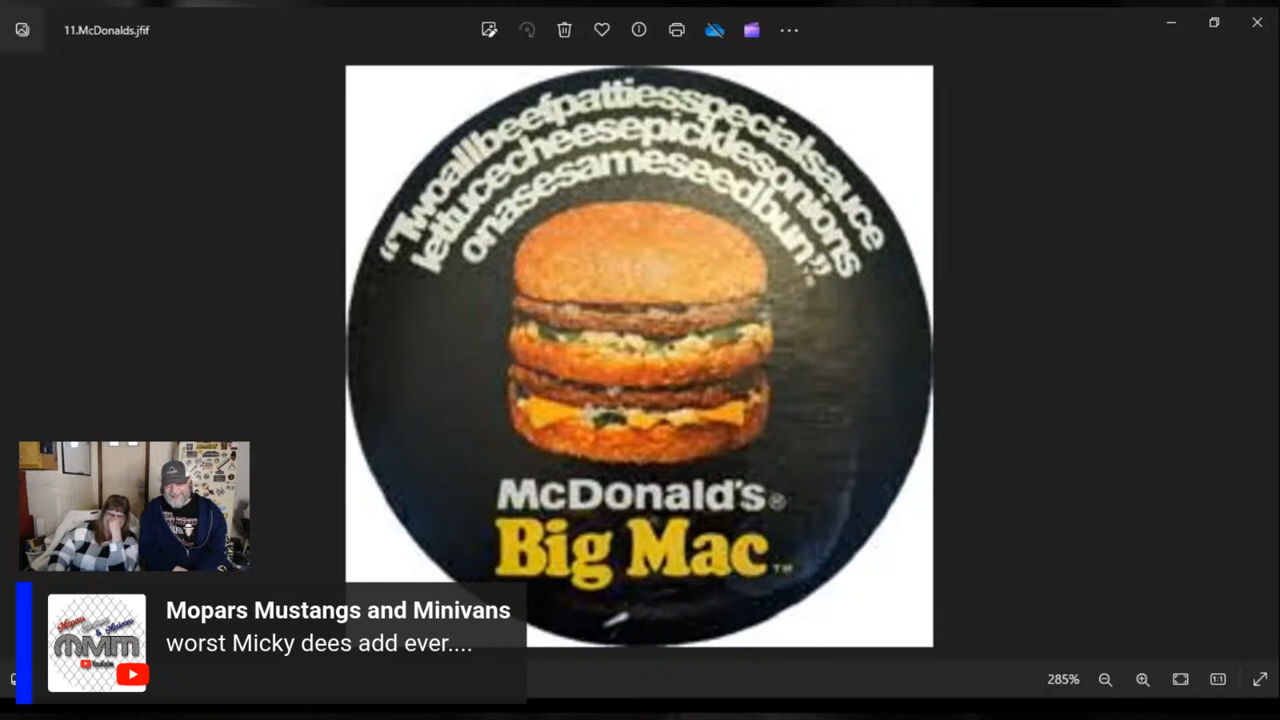 11.McDonalds.jfif
“Twoallbeefpattiesspecialsauce
lettucecheesepicklesonions
onasesameseedbun”
McDonald's®
Big Mac™
Mopars Mustangs and Minivans
worst Micky dees add ever....
285%